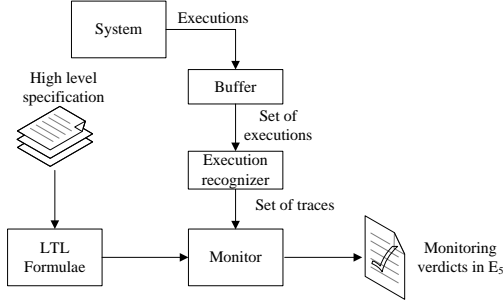 System
Executions
High level
specification
Buffer
Set of
executions
Execution
recognizer
Set of traces
LTL
Formulae
Monitor
Monitoring
verdicts in E5